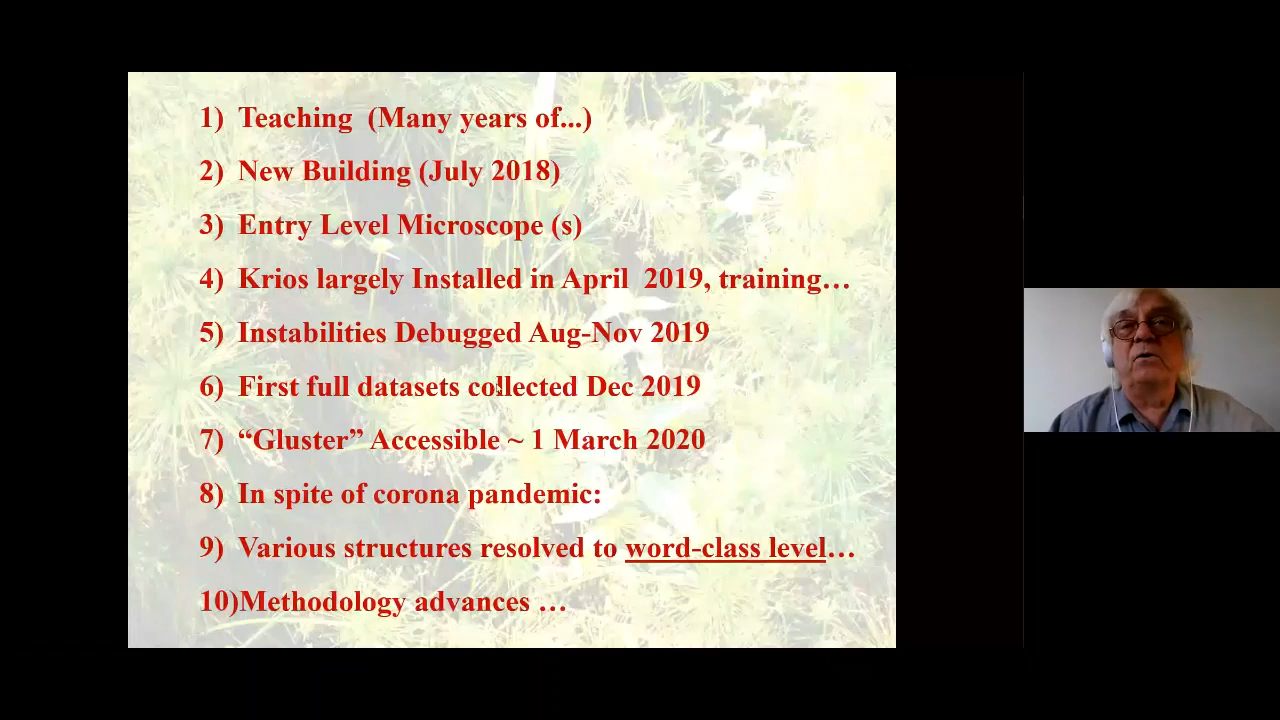 1) Teaching (Many years of...)
2) New Building (July 2018)
3) Entry Level Microscope (s)
4) Krios largely Installed in April 2019, training…
5) Instabilities Debugged Aug-Nov 2019
6) First full datasets collected Dec 2019
7) “Gluster” Accessible ~ 1 March 2020
8) In spite of corona pandemic:
9) Various structures resolved to word-class level…
10)Methodology advances …